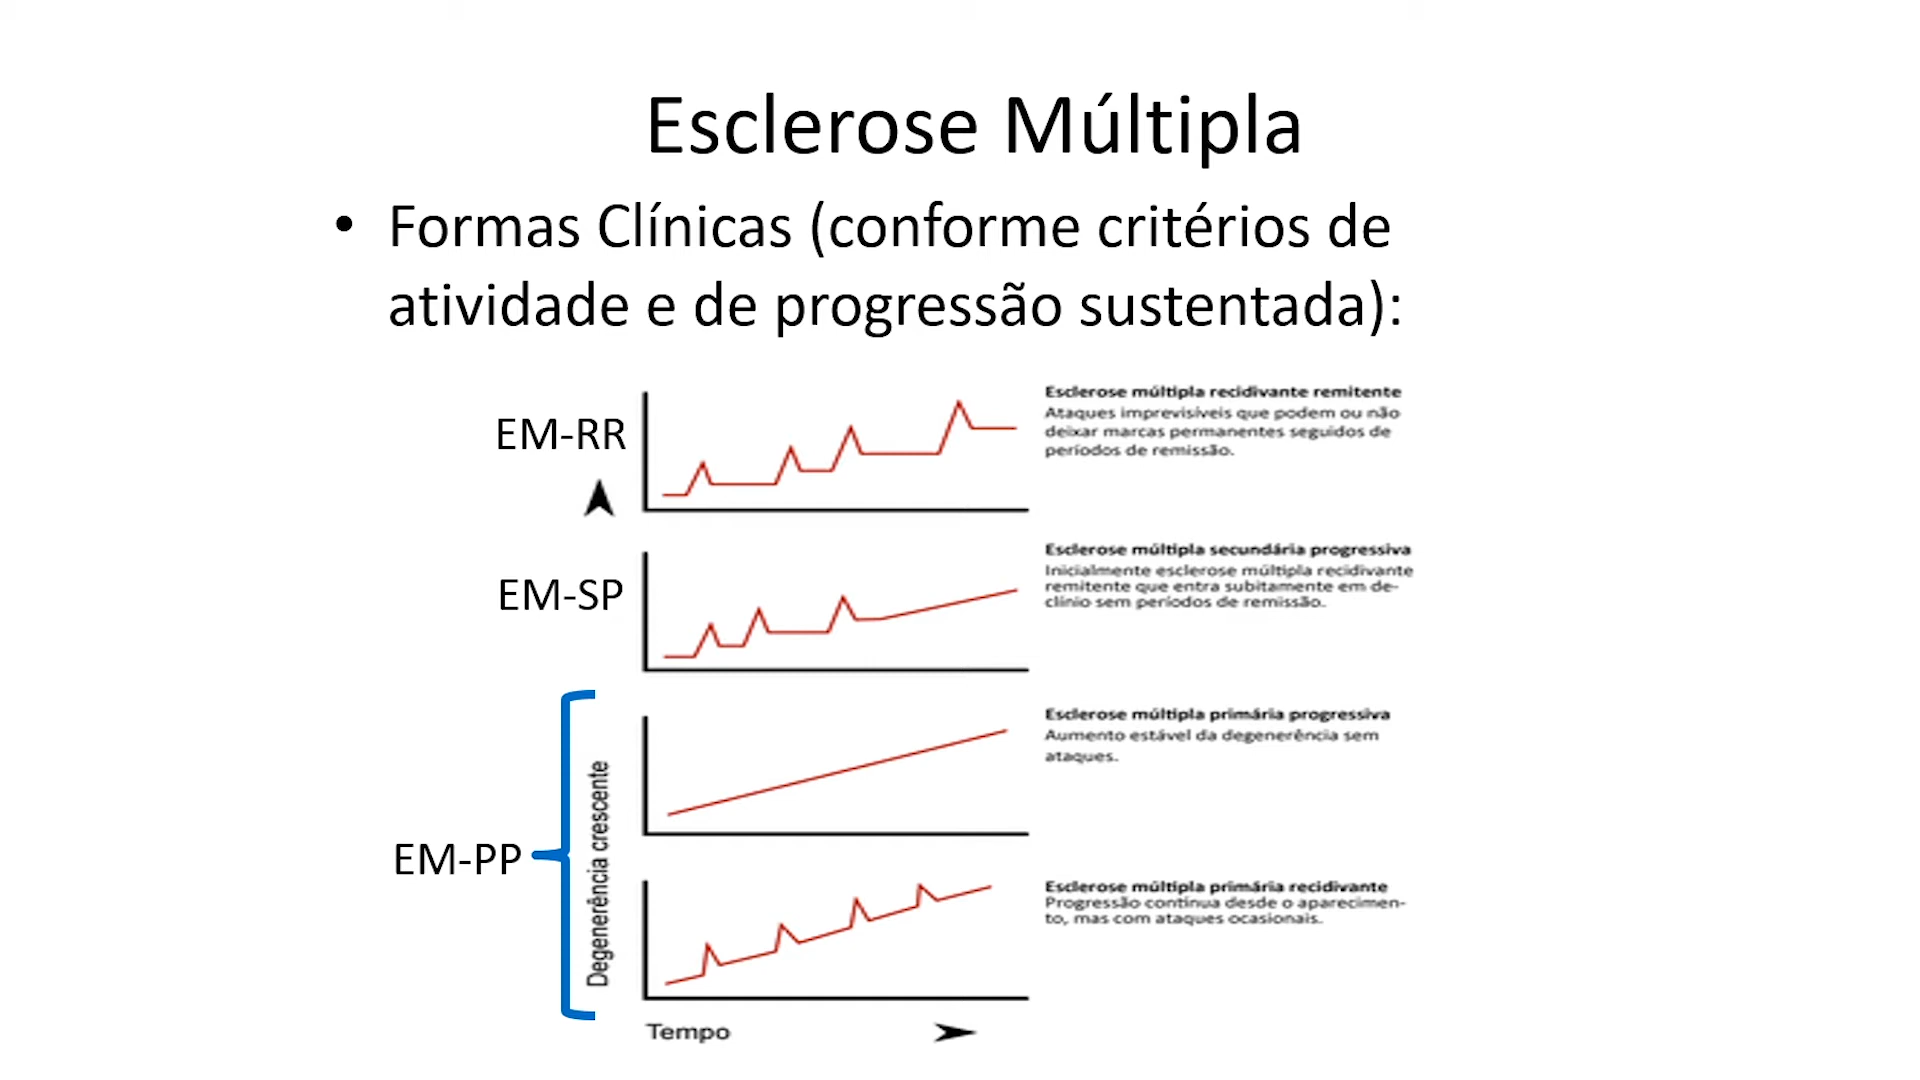 Esclerose Múltipla
• Formas Clínicas (conforme critérios de
atividade e de progressão sustentada):
EM-RR
Esclerose múltipla recidivante remitente
Ataques imprevisíveis que podem ou não
deixar marcas permanentes seguidos de
períodos de remissão.
EM-SP
Esclerose múltipla secundária progressiva
Inicialmente esclerose múltipla recidivante
remitente que entra subitamente em de-
clínio sem períodos de remissão.
EM-PP
Degenerência crescente
Esclerose múltipla primária progressiva
Aumento estável da degenerência sem
ataques.
Esclerose múltipla primária recidivante
Progressão contínua desde o aparecimen-
to, mas com ataques ocasionais.
Tempo